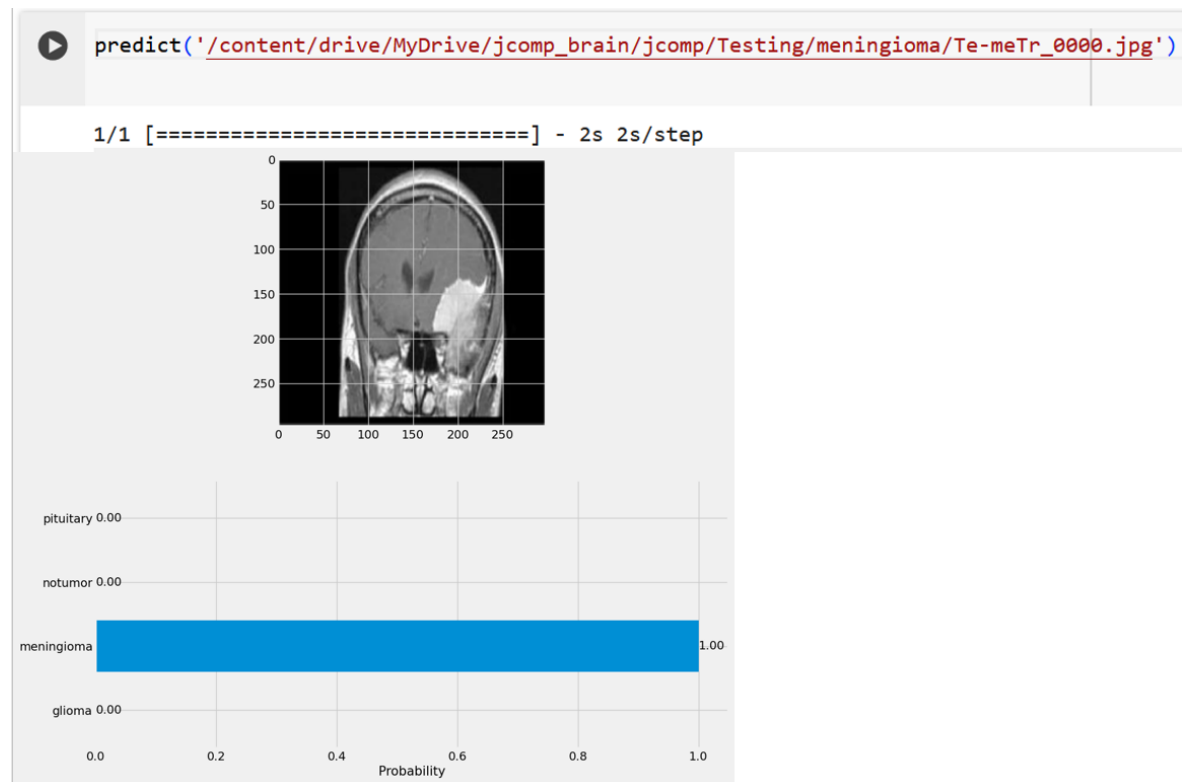 predict('/content/drive/MyDrive/jcomp_brain/jcomp/Testing/meningioma/Te-meTr_0000.jpg')
1/1 [==============================] - 2s 2s/step
0
50
100
150
200
250
0 50 100 150 200 250
pituitary 0.00
notumor 0.00
meningioma 1.00
glioma 0.00
0.0 0.2 0.4 0.6 0.8 1.0
Probability